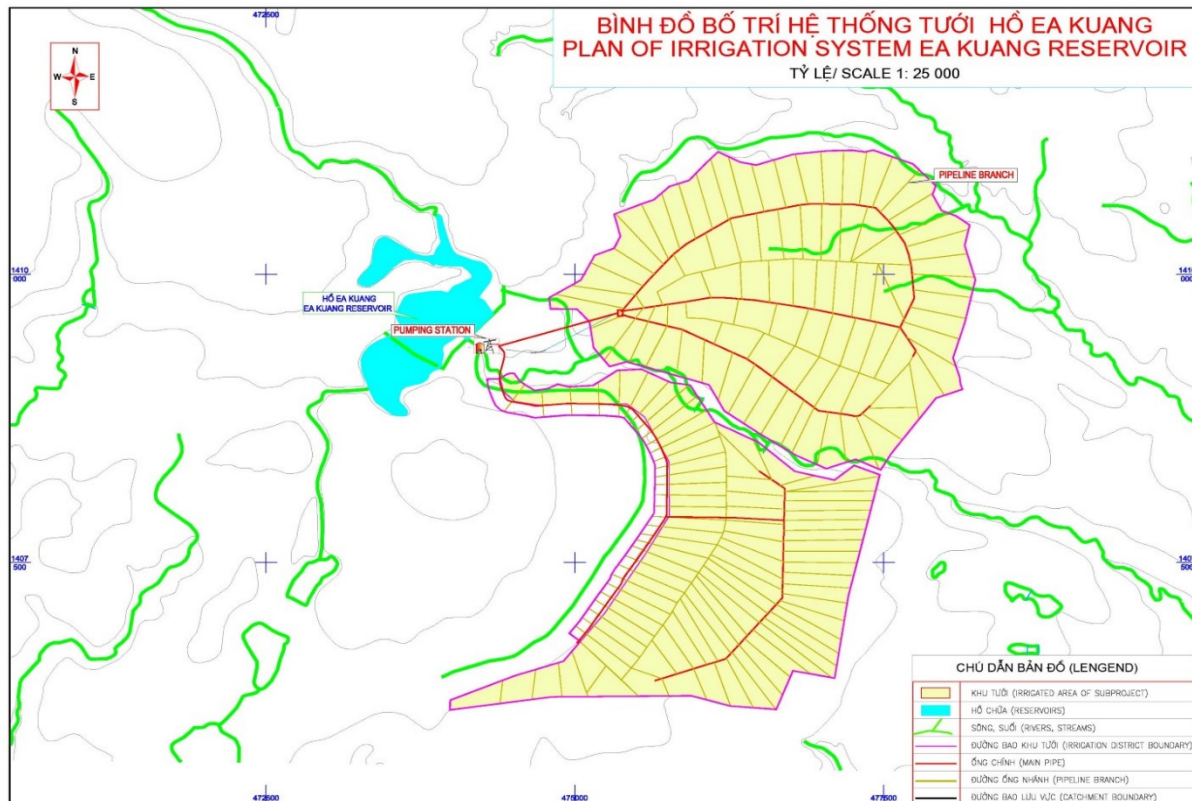 472500
475000
477500
BÌNH ĐỒ BỐ TRÍ HỆ THỐNG TƯỚI HỒ EA KUANG
PLAN OF IRRIGATION SYSTEM EA KUANG RESERVOIR
TỶ LỆ/ SCALE 1: 25 000
N
W E
S
PIPELINE BRANCH
1410
000
1410
HỒ EA KUANG
EA KUANG RESERVOIR
PUMPING STATION
1407
500
1407
CHÚ DẪN BẢN ĐỒ (LENGEND)
KHU TƯỚI (IRRIGATED AREA OF SUBPROJECT)
HỒ CHỨA (RESERVOIRS)
SÔNG, SUỐI (RIVERS, STREAMS)
ĐƯỜNG BAO KHU TƯỚI (IRRIGATION DISTRICT BOUNDARY)
ỐNG CHÍNH (MAIN PIPE)
ĐƯỜNG ỐNG NHÁNH (PIPELINE BRANCH)
ĐƯỜNG BAO LƯU VỰC (CATCHMENT BOUNDARY)
472500
475000